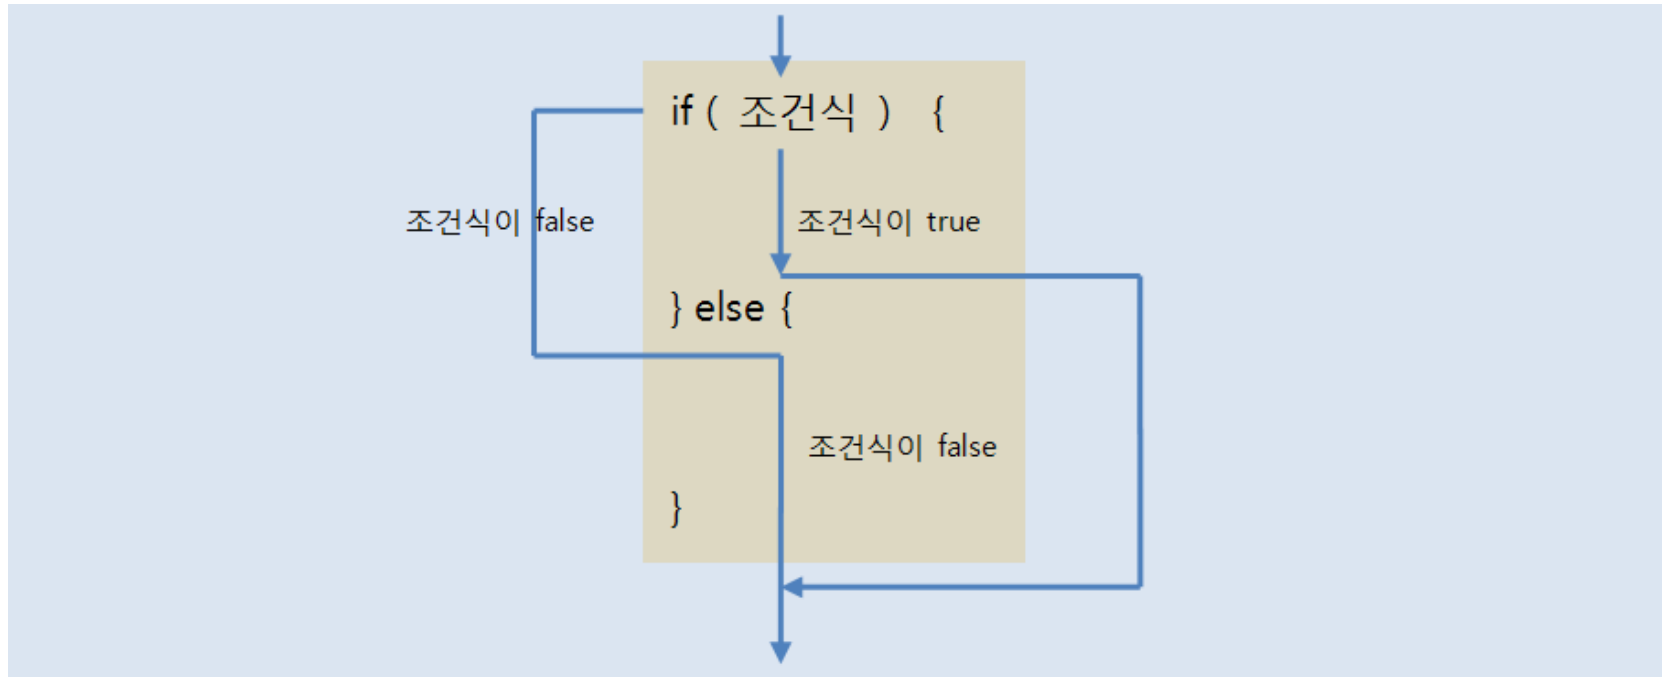 if ( 조건식 ) {
조건식이 false
조건식이 true
} else {
조건식이 false
}